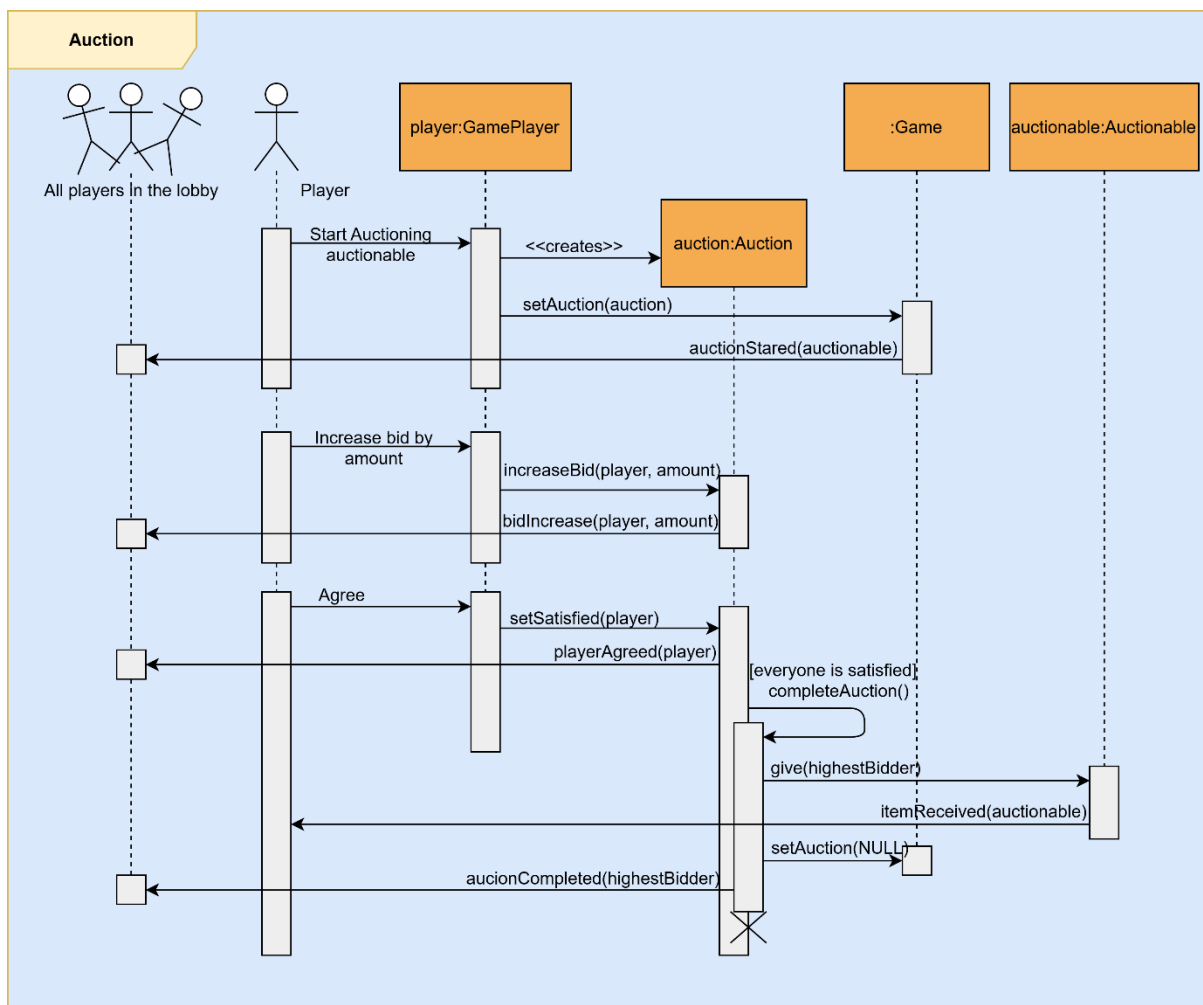 Auction
player:GamePlayer
:Game
auctionable:Auctionable
All players in the lobby
Player
auction:Auction
Start Auctioning
auctionable
<<creates>>
setAuction(auction)
auctionStared(auctionable)
Increase bid by
amount
increaseBid(player, amount)
bidIncrease(player, amount)
Agree
setSatisfied(player)
playerAgreed(player)
[everyone is satisfied]
completeAuction()
give(highestBidder)
itemReceived(auctionable)
setAuction(NULL)
aucionCompleted(highestBidder)